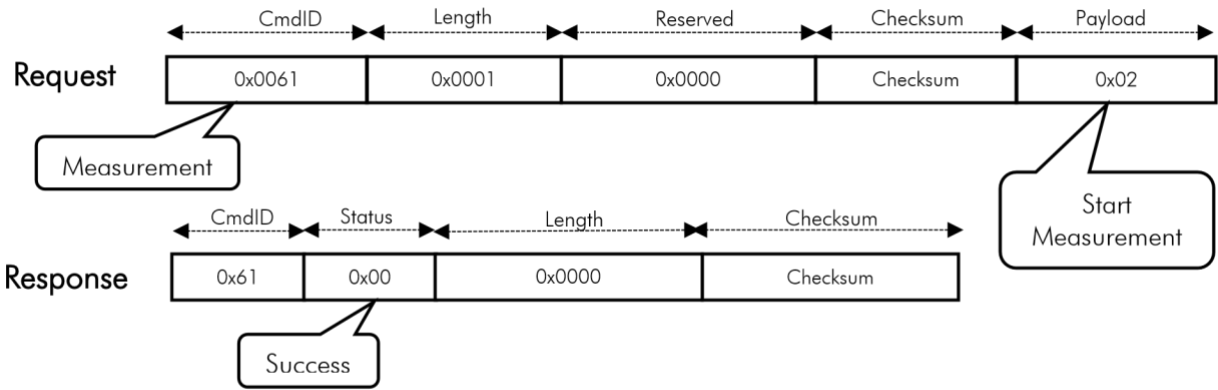 CmdID Length Reserved Checksum Payload
Request 0x0061 0x0001 0x0000 Checksum 0x02
Measurement
Start
Measurement
CmdID Status Length Checksum
Response 0x61 0x00 0x0000 Checksum
Success